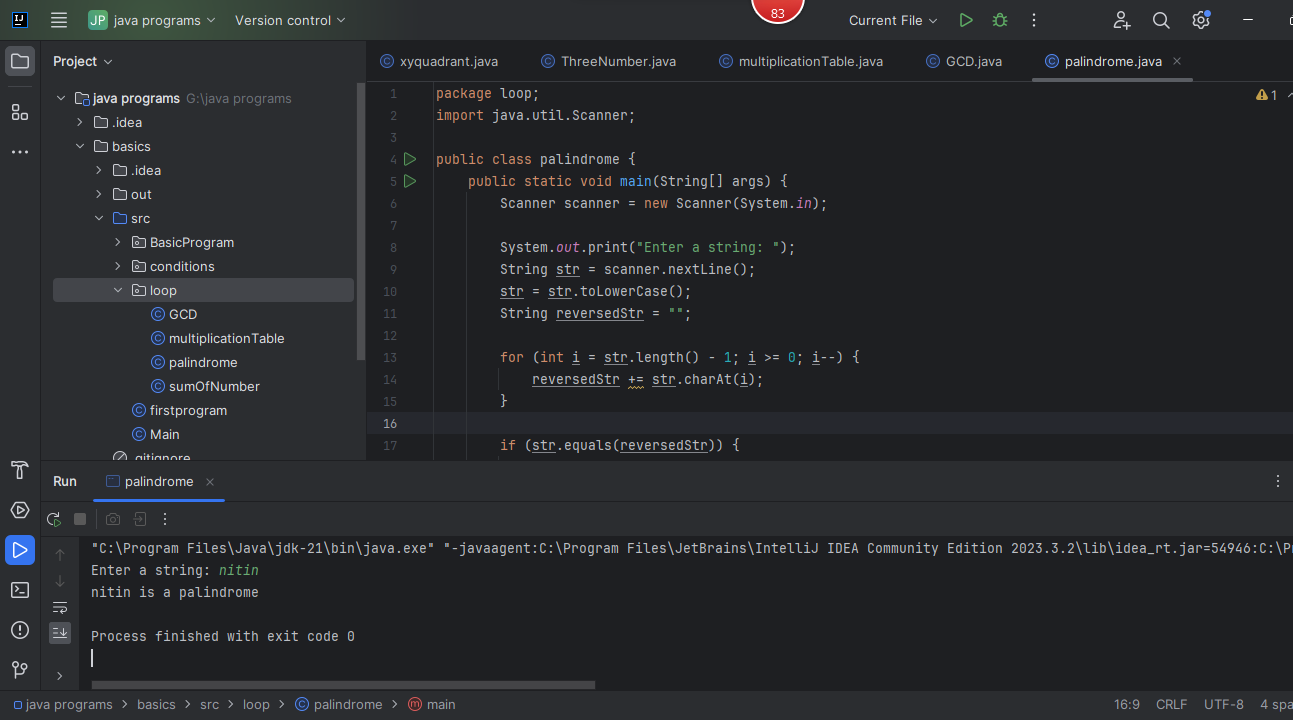 JP java programs Version control 83 Current File
Project
xyquadrant.java ThreeNumber.java multiplicationTable.java GCD.java palindrome.java
java programs G:\java programs
.idea
basics
.idea
out
src
BasicProgram
conditions
loop
GCD
multiplicationTable
palindrome
sumOfNumber
firstprogram
Main
.gitignore
1 package loop;
2 import java.util.Scanner;
3
4 public class palindrome {
5 public static void main(String[] args) {
6 Scanner scanner = new Scanner(System.in);
7
8 System.out.print("Enter a string: ");
9 String str = scanner.nextLine();
10 str = str.toLowerCase();
11 String reversedStr = "";
12
13 for (int i = str.length() - 1; i >= 0; i--) {
14 reversedStr += str.charAt(i);
15 }
16
17 if (str.equals(reversedStr)) {
1
Run palindrome
"C:\Program Files\Java\jdk-21\bin\java.exe" "-javaagent:C:\Program Files\JetBrains\IntelliJ IDEA Community Edition 2023.3.2\lib\idea_rt.jar=54946:C:\P
Enter a string: nitin
nitin is a palindrome
Process finished with exit code 0
java programs > basics > src > loop > palindrome > main 16:9 CRLF UTF-8 4 spa